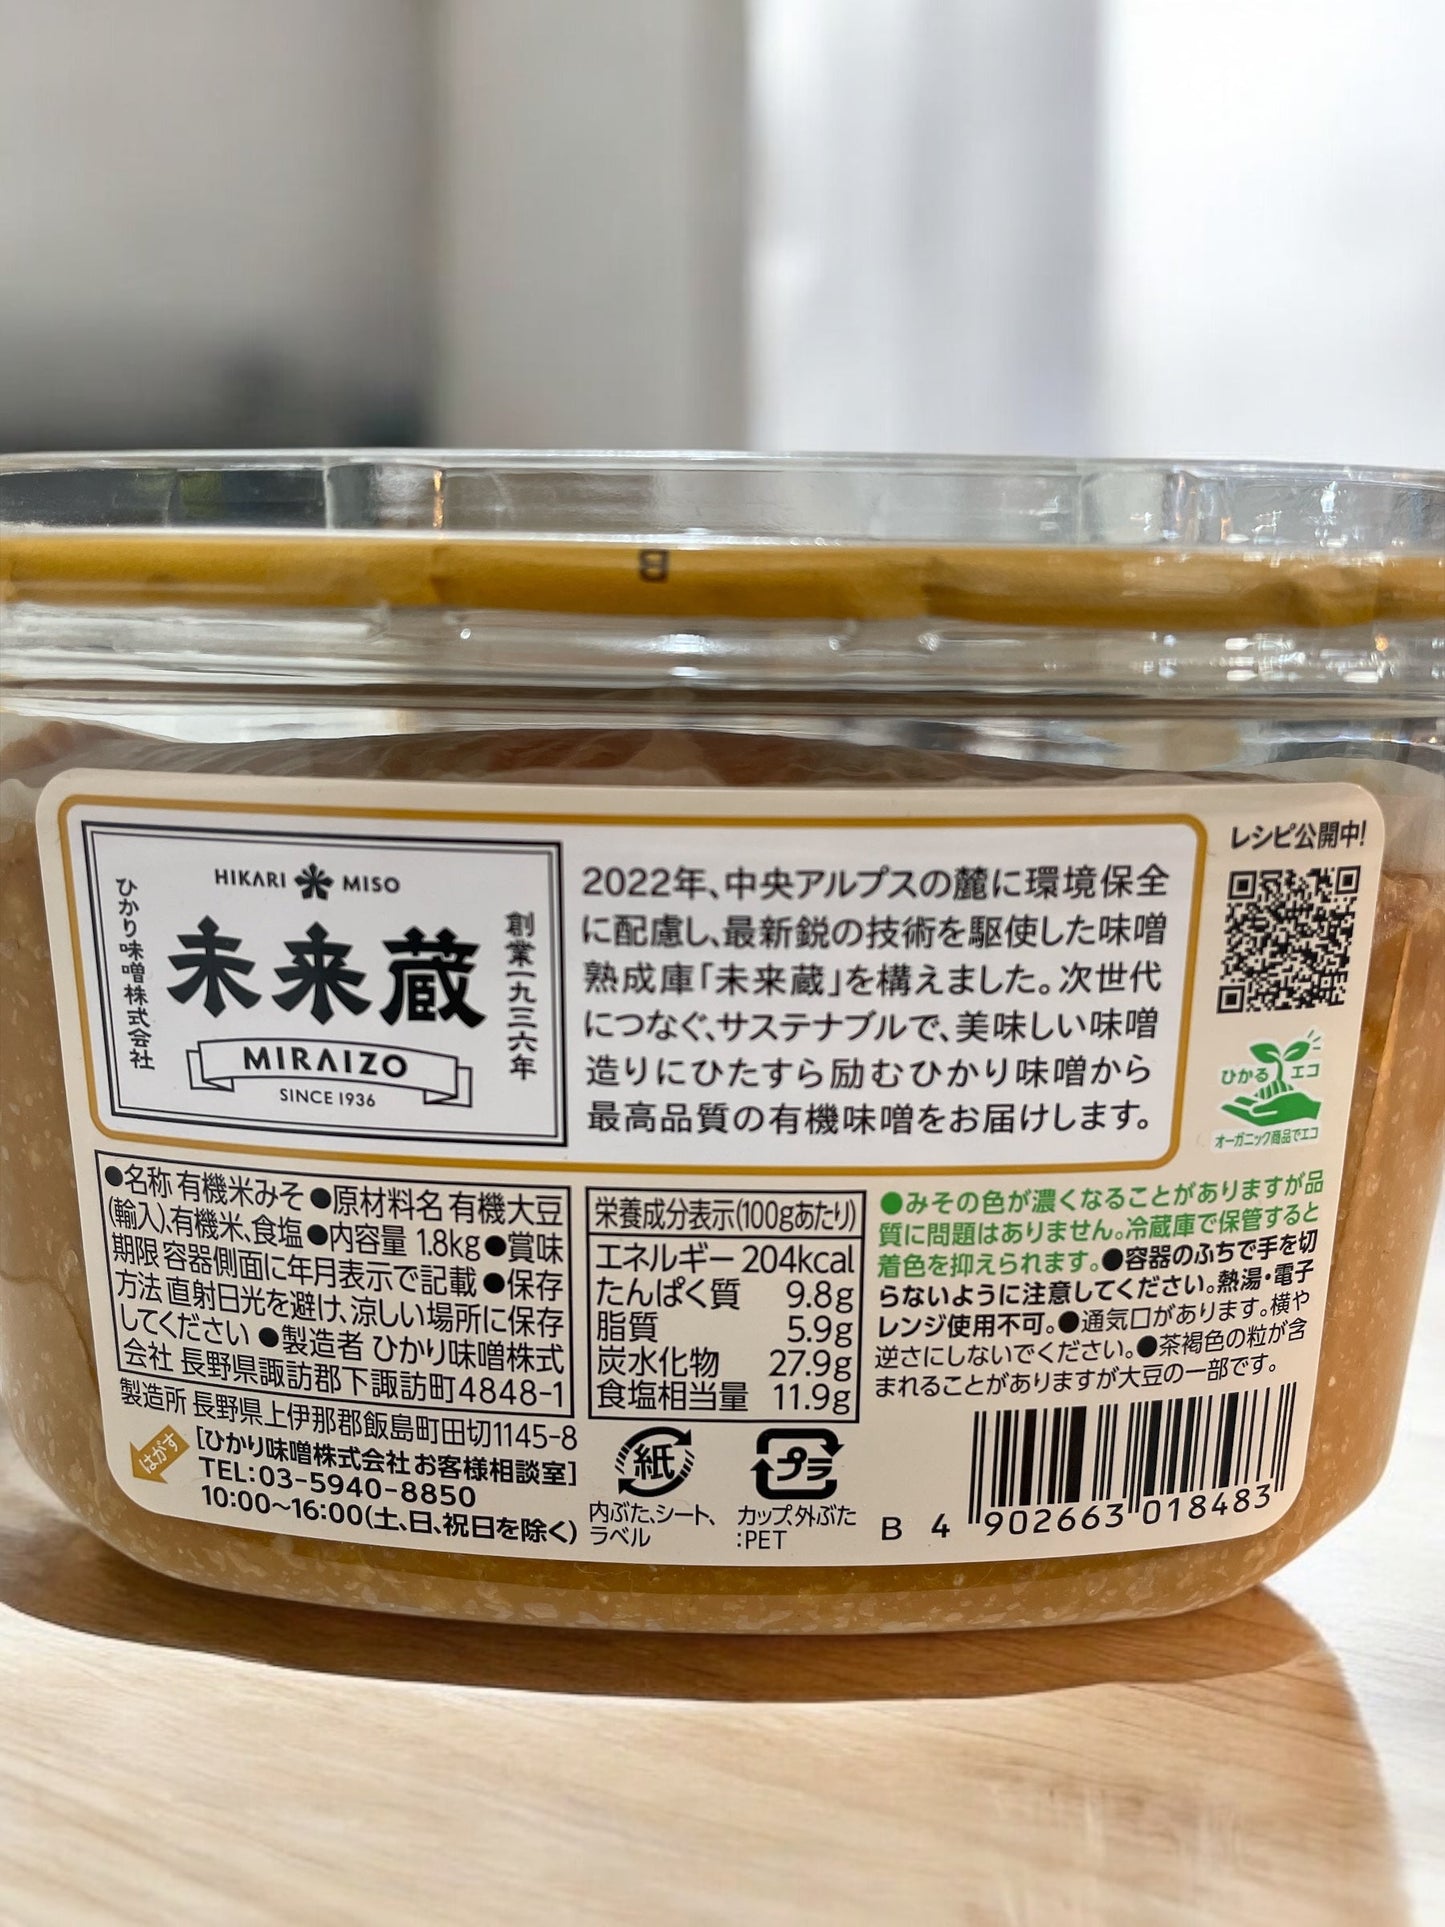 B
HIKARI MISO
ひかり味噌株式会社
未来蔵
創業一九三六年
MIRAIZO
SINCE 1936
2022年、中央アルプスの麓に環境保全
に配慮し、最新鋭の技術を駆使した味噌
熟成庫「未来蔵」を構えました。次世代
につなぐ、サステナブルで、美味しい味噌
造りにひたすら励むひかり味噌から
最高品質の有機味噌をお届けします。
レシピ公開中!
ひかる エコ
オーガニック商品でエコ
●名称 有機米みそ ●原材料名 有機大豆
(輸入)、有機米、食塩 ●内容量 1.8kg ●賞味
期限 容器側面に年月表示で記載 ●保存
方法 直射日光を避け、涼しい場所に保存
してください ●製造者 ひかり味噌株式
会社 長野県諏訪郡下諏訪町4848-1
製造所 長野県上伊那郡飯島町田切1145-8
はがす
[ひかり味噌株式会社 お客様相談室]
TEL:03-5940-8850
10:00〜16:00(土、日、祝日を除く)
栄養成分表示(100gあたり)
エネルギー 204kcal
たんぱく質 9.8g
脂質 5.9g
炭水化物 27.9g
食塩相当量 11.9g
紙
内ぶた、シート、
ラベル
プラ
カップ、外ぶた
:PET
●みその色が濃くなることがありますが品
質に問題はありません。冷蔵庫で保管すると
着色を抑えられます。●容器のふちで手を切
らないように注意してください。熱湯・電子
レンジ使用不可。●通気口があります。横や
逆さにしないでください。●茶褐色の粒が含
まれることがありますが大豆の一部です。
B 4 902663 018483